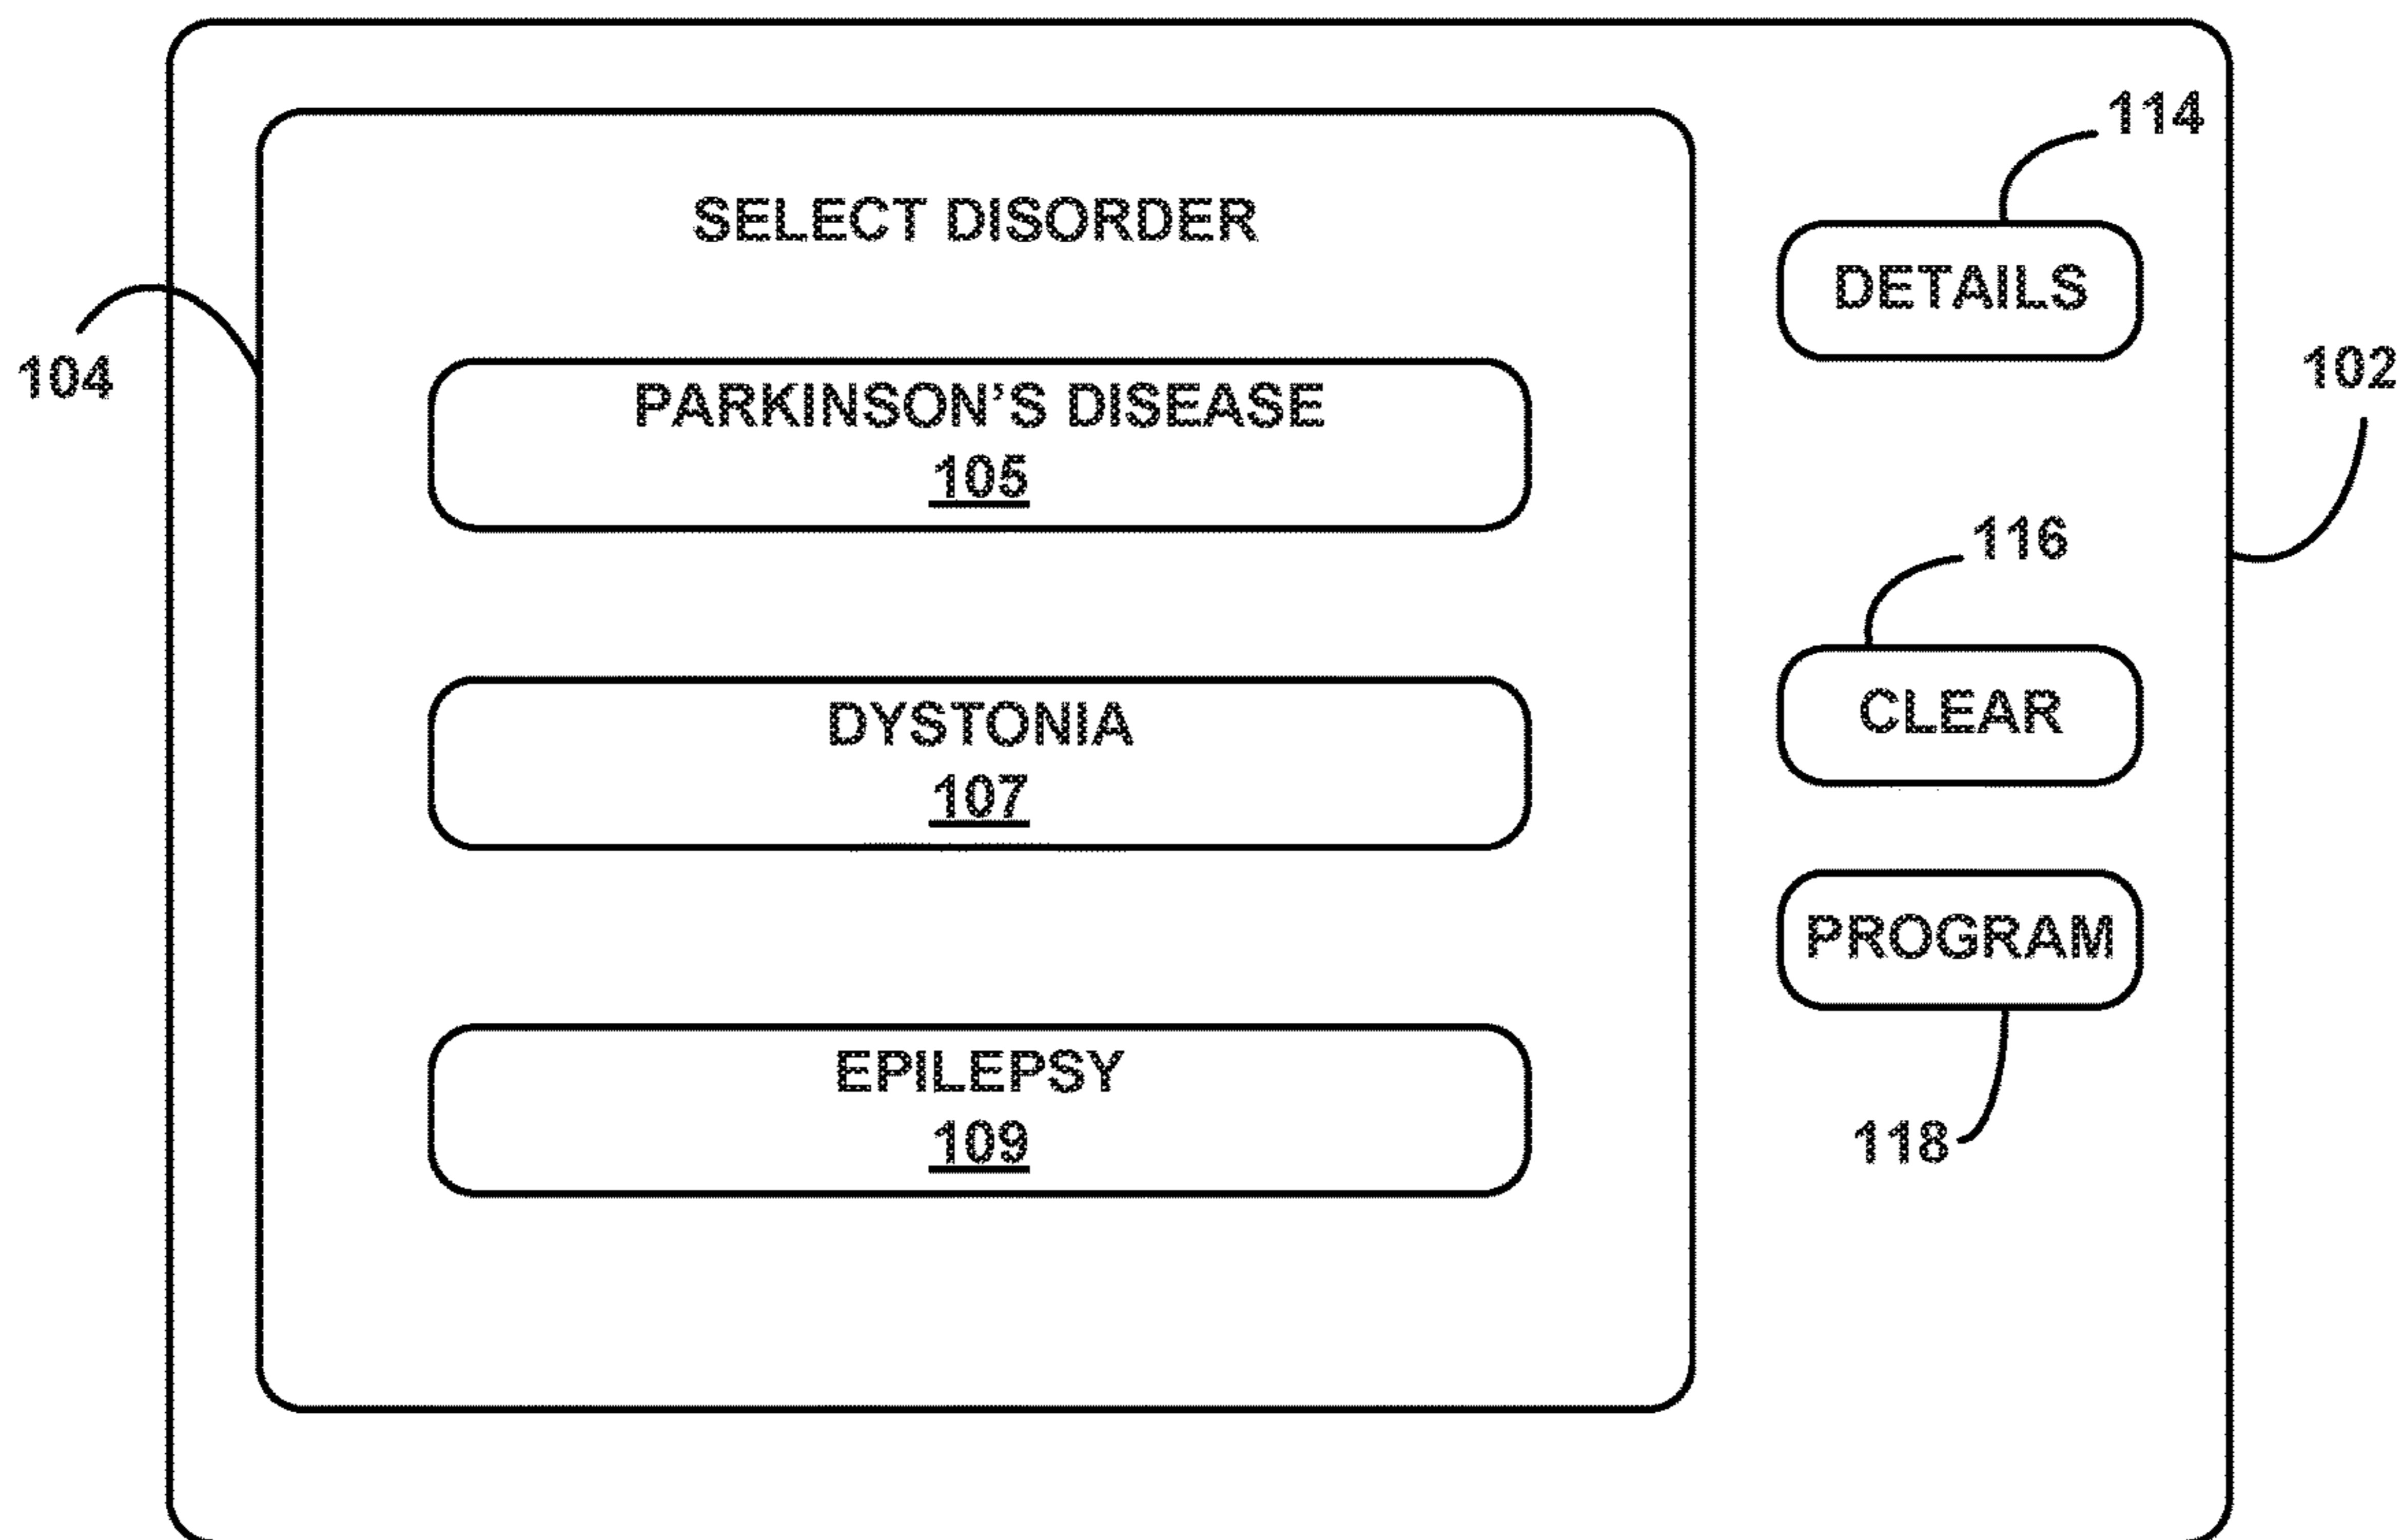 114
SELECT DISORDER
DETAILS
104
102
PARKINSON'S DISEASE
105
116
DYSTONIA
107
CLEAR
PROGRAM
EPILEPSY
109
118